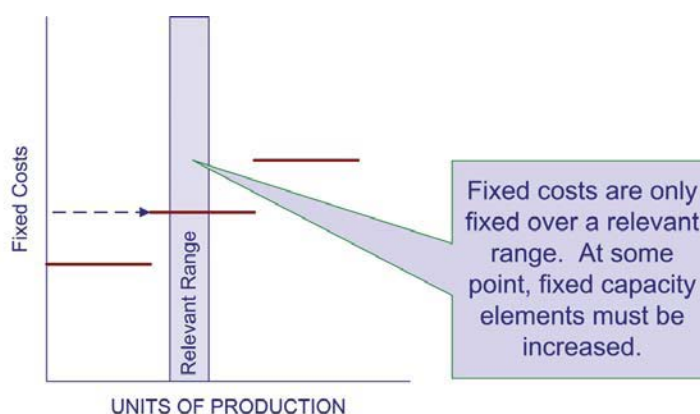 Fixed Costs
Relevant Range
Fixed costs are only
fixed over a relevant
range. At some
point, fixed capacity
elements must be
increased.
UNITS OF PRODUCTION